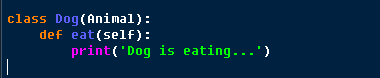 class Dog(Animal):
    def eat(self):
        print('Dog is eating...')